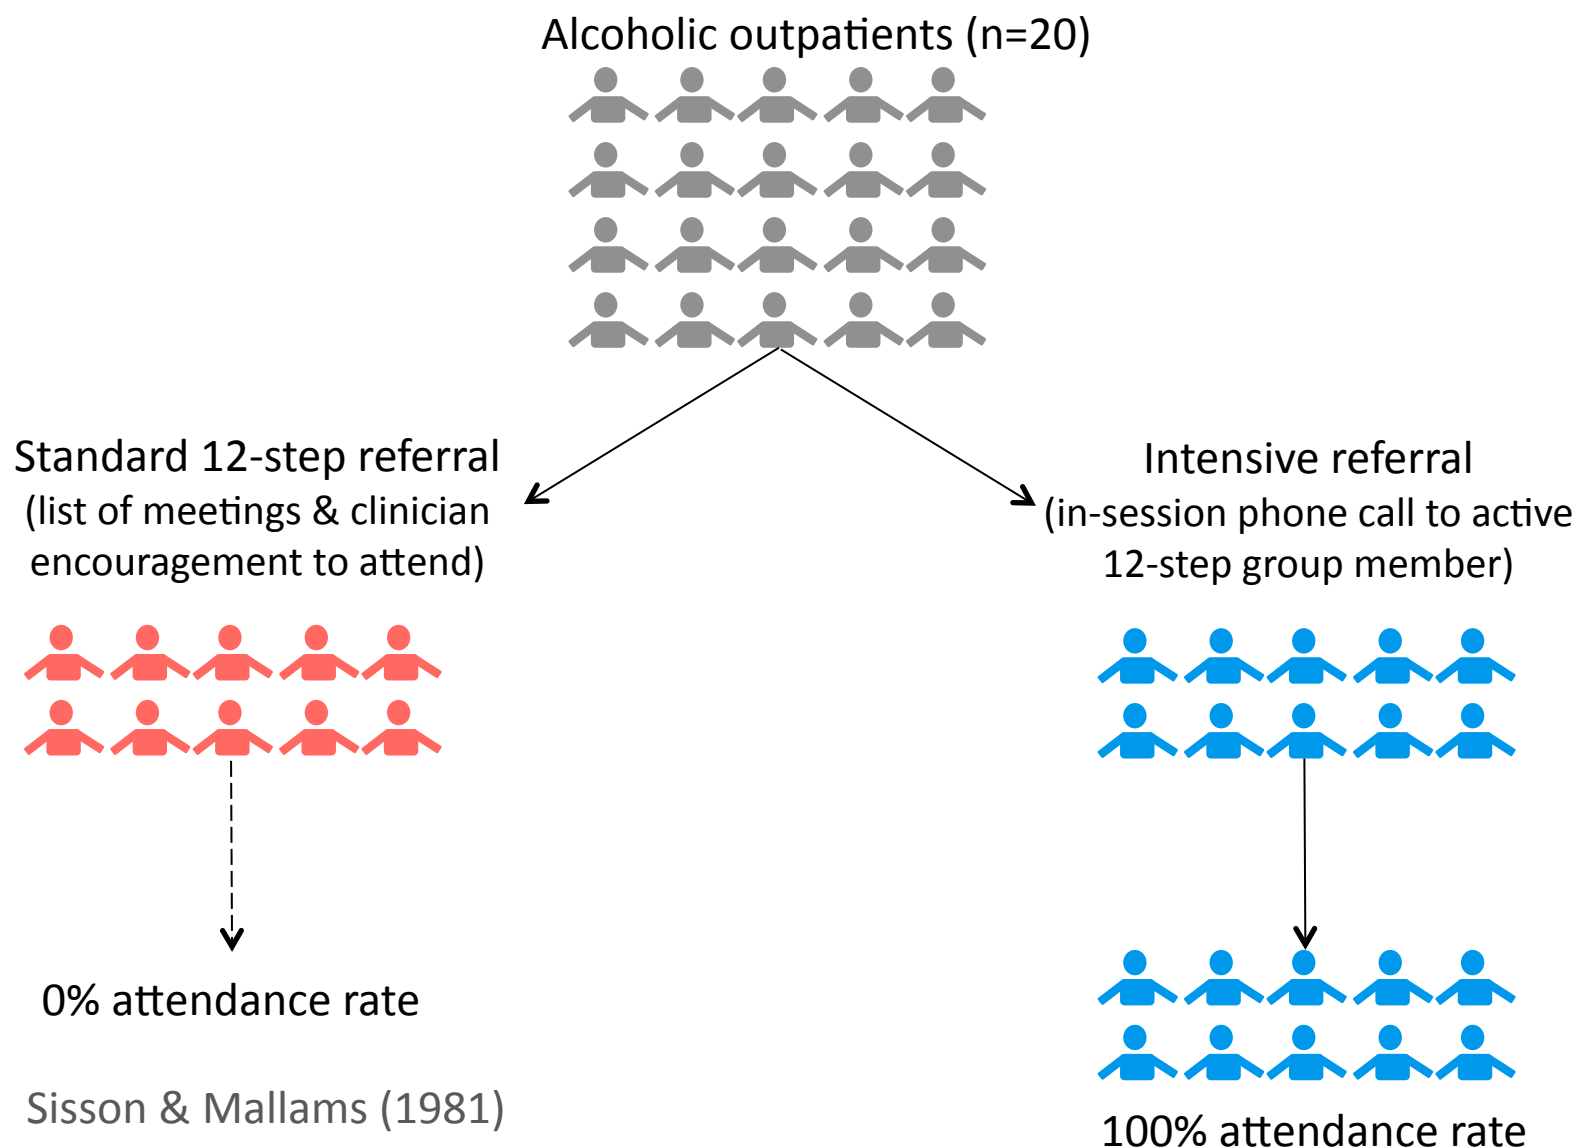 Alcoholic outpatients (n=20)
Standard 12-step referral
(list of meetings & clinician
encouragement to attend)
Intensive referral
(in-session phone call to active
12-step group member)
0% attendance rate
Sisson & Mallams (1981)
100% attendance rate